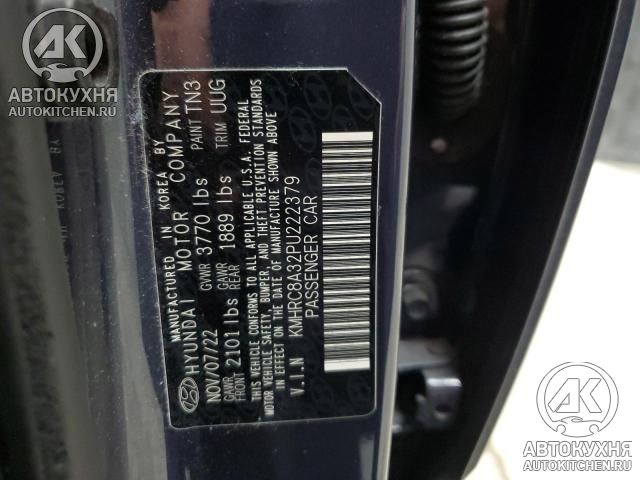 АК
АВТОКУХНЯ
AUTOKITCHEN.RU
MANUFACTURED IN KOREA BY
HYUNDAI MOTOR COMPANY
NOV/07/22 GVWR 3770 lbs PAINT TN3
GAWR FRONT 2101 lbs GAWR REAR 1889 lbs TRIM UUG
THIS VEHICLE CONFORMS TO ALL APPLICABLE U.S.A. FEDERAL
MOTOR VEHICLE SAFETY, BUMPER, AND THEFT PREVENTION STANDARDS
IN EFFECT ON THE DATE OF MANUFACTURE SHOWN ABOVE
V.I.N KMHRC8A32PU222379
PASSENGER CAR
АК
АВТОКУХНЯ
AUTOKITCHEN.RU